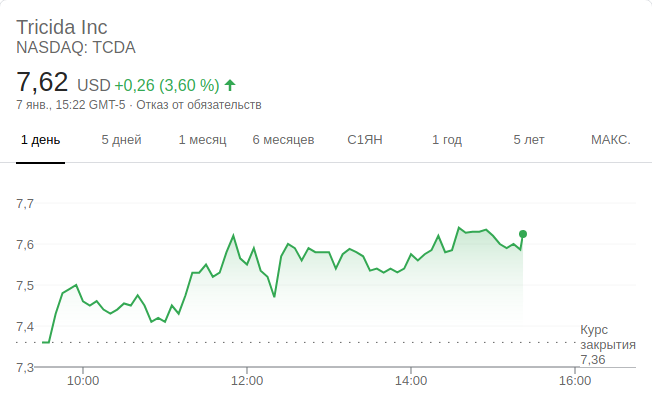 Tricida Inc
NASDAQ: TCDA
7,62 USD +0,26 (3,60 %)
7 янв., 15:22 GMT-5 · Отказ от обязательств
1 день 5 дней 1 месяц 6 месяцев С1ЯН 1 год 5 лет МАКС.
7,7
7,6
7,5
7,4
7,3
Курс
закрытия
7,36
10:00 12:00 14:00 16:00